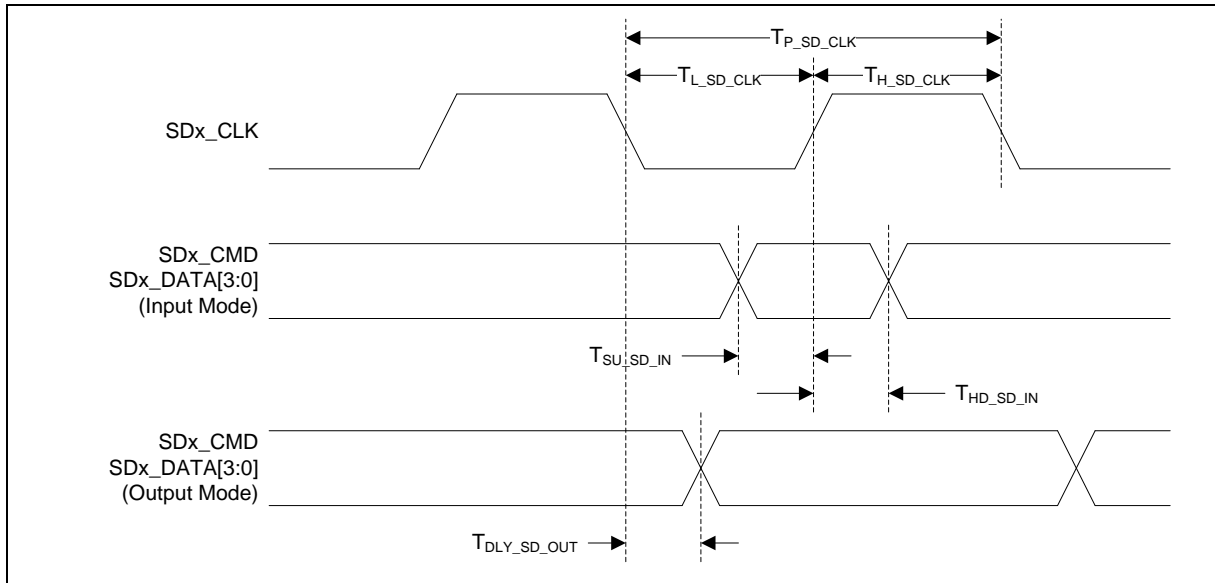 T_P_SD_CLK
T_L_SD_CLK
T_H_SD_CLK
SDx_CLK
SDx_CMD
SDx_DATA[3:0]
(Input Mode)
T_SU_SD_IN
T_HD_SD_IN
SDx_CMD
SDx_DATA[3:0]
(Output Mode)
T_DLY_SD_OUT